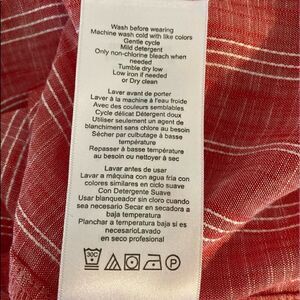 Wash before wearing
Machine wash cold with like colors
Gentle cycle
Mild detergent
Only non-chlorine bleach when
needed
Tumble dry low
Low iron if needed
or Dry clean
Laver avant de porter
Laver à la machine à l'eau froide
Avec des couleurs semblables
Cycle délicat Détergent doux
Utiliser seulement un agent de
blanchiment sans chlore au besoin
Sécher par culbutage à basse
température
Repasser à basse température
au besoin ou nettoyer à sec
Lavar antes de usar
Lavar a máquina con agua fría con
colores similares en ciclo suave
Con Detergente Suave
Usar blanqueador sin cloro cuando
sea necesario Secar en secadora a
baja temperatura
Planchar a temperatura baja si es
necesarioLavado
en seco profesional
30C
P